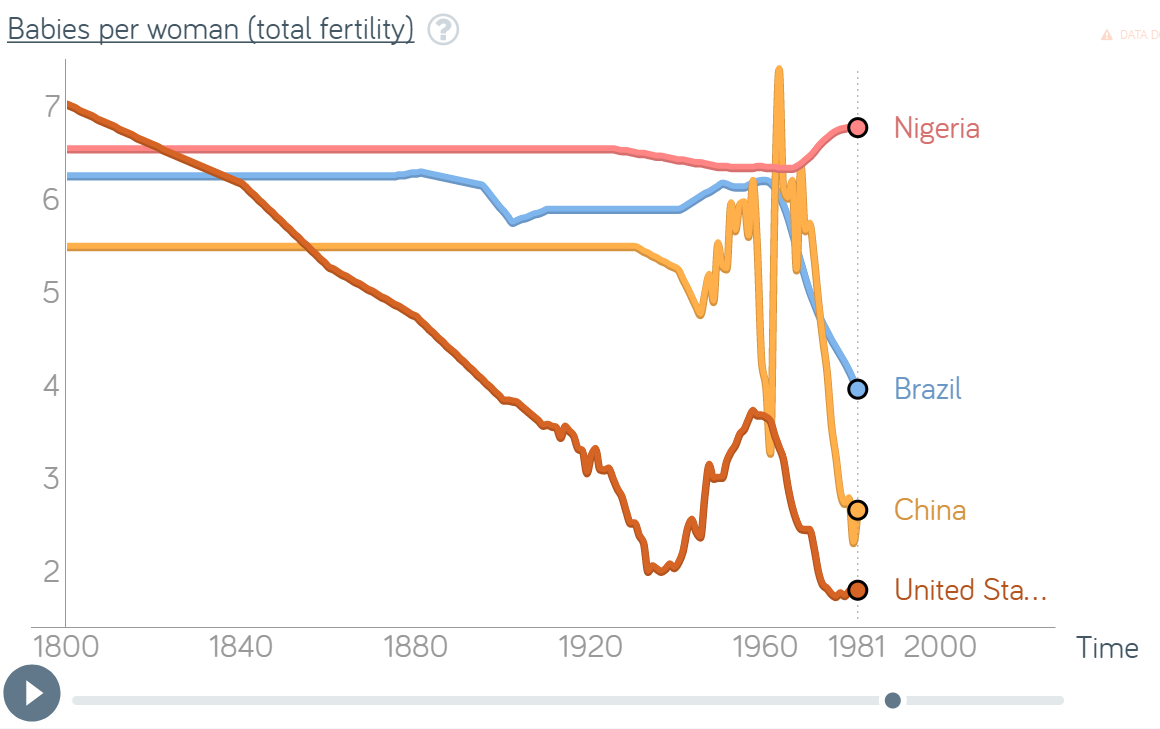 Babies per woman (total fertility) ?
DATA D
7
6
5
4
3
2
Nigeria
Brazil
China
United Sta...
1800 1840 1880 1920 1960 1981 2000
Time